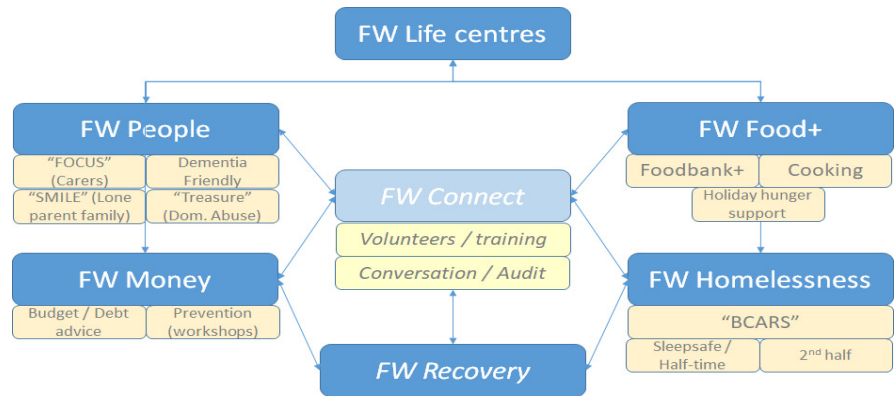 FW Life centres
FW People
"FOCUS"
(Carers)
Dementia
Friendly
"SMILE" (Lone
parent family)
"Treasure"
(Dom. Abuse)
FW Food+
Foodbank+
Cooking
Holiday hunger
support
FW Connect
Volunteers / training
Conversation / Audit
FW Money
Budget / Debt
advice
Prevention
(workshops)
FW Homelessness
"BCARS"
Sleepsafe /
Half-time
2nd half
FW Recovery